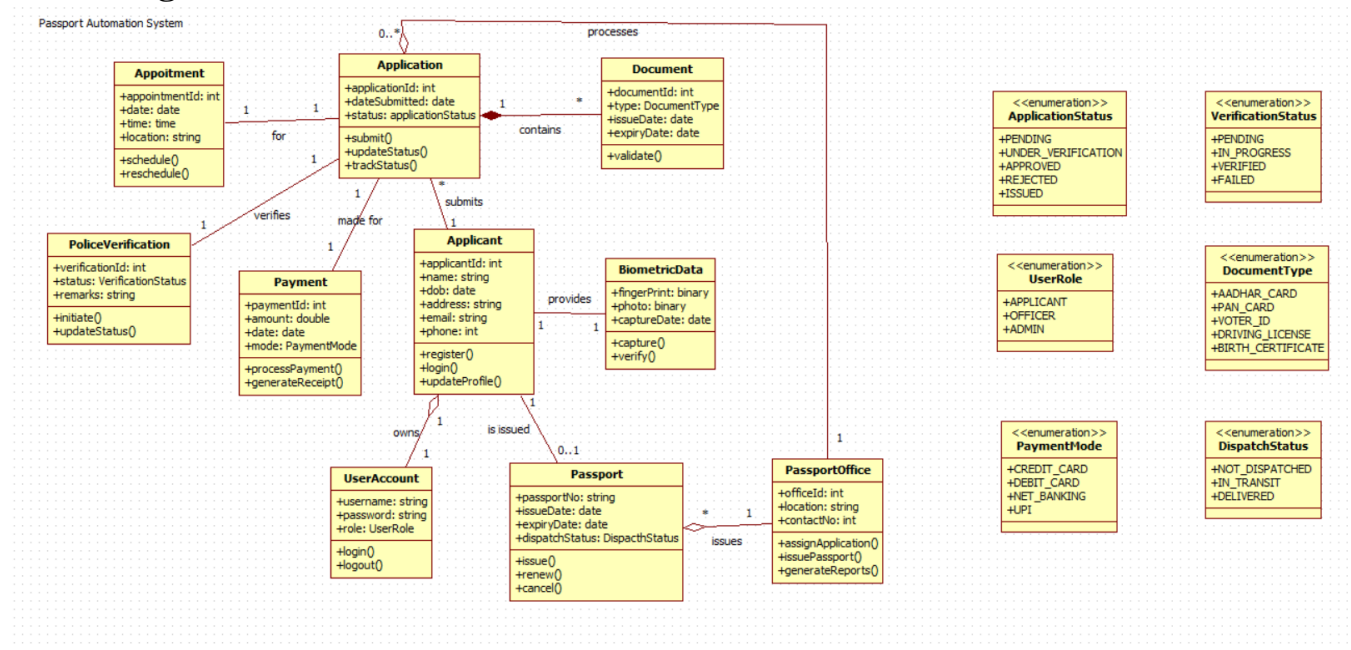 Passport Automation System
0..*
processes
Application
+applicationId: int
+dateSubmitted: date
+status: applicationStatus
+submit()
+updateStatus()
+trackStatus()
Appoitment
+appointmentId: int
+date: date
+time: time
+location: string
+schedule()
+reschedule()
1
1
for
Document
+documentId: int
+type: DocumentType
+issueDate: date
+expiryDate: date
+validate()
1
*
contains
1
verifies
1
PoliceVerification
+verificationId: int
+status: VerificationStatus
+remarks: string
+initiate()
+updateStatus()
1
made for
1
Payment
+paymentId: int
+amount: double
+date: date
+mode: PaymentMode
+processPayment()
+generateReceipt()
*
submits
1
Applicant
+applicantId: int
+name: string
+dob: date
+address: string
+email: string
+phone: int
+register()
+login()
+updateProfile()
provides
1
1
BiometricData
+fingerPrint: binary
+photo: binary
+captureDate: date
+capture()
+verify()
owns
1
1
UserAccount
+username: string
+password: string
+role: UserRole
+login()
+logout()
1
is issued
0..1
Passport
+passportNo: string
+issueDate: date
+expiryDate: date
+dispatchStatus: DispacthStatus
+issue()
+renew()
+cancel()
*
1
issues
1
PassportOffice
+officeId: int
+location: string
+contactNo: int
+assignApplication()
+issuePassport()
+generateReports()
<<enumeration>>
ApplicationStatus
+PENDING
+UNDER_VERIFICATION
+APPROVED
+REJECTED
+ISSUED
<<enumeration>>
VerificationStatus
+PENDING
+IN_PROGRESS
+VERIFIED
+FAILED
<<enumeration>>
UserRole
+APPLICANT
+OFFICER
+ADMIN
<<enumeration>>
DocumentType
+AADHAR_CARD
+PAN_CARD
+VOTER_ID
+DRIVING_LICENSE
+BIRTH_CERTIFICATE
<<enumeration>>
PaymentMode
+CREDIT_CARD
+DEBIT_CARD
+NET_BANKING
+UPI
<<enumeration>>
DispatchStatus
+NOT_DISPATCHED
+IN_TRANSIT
+DELIVERED